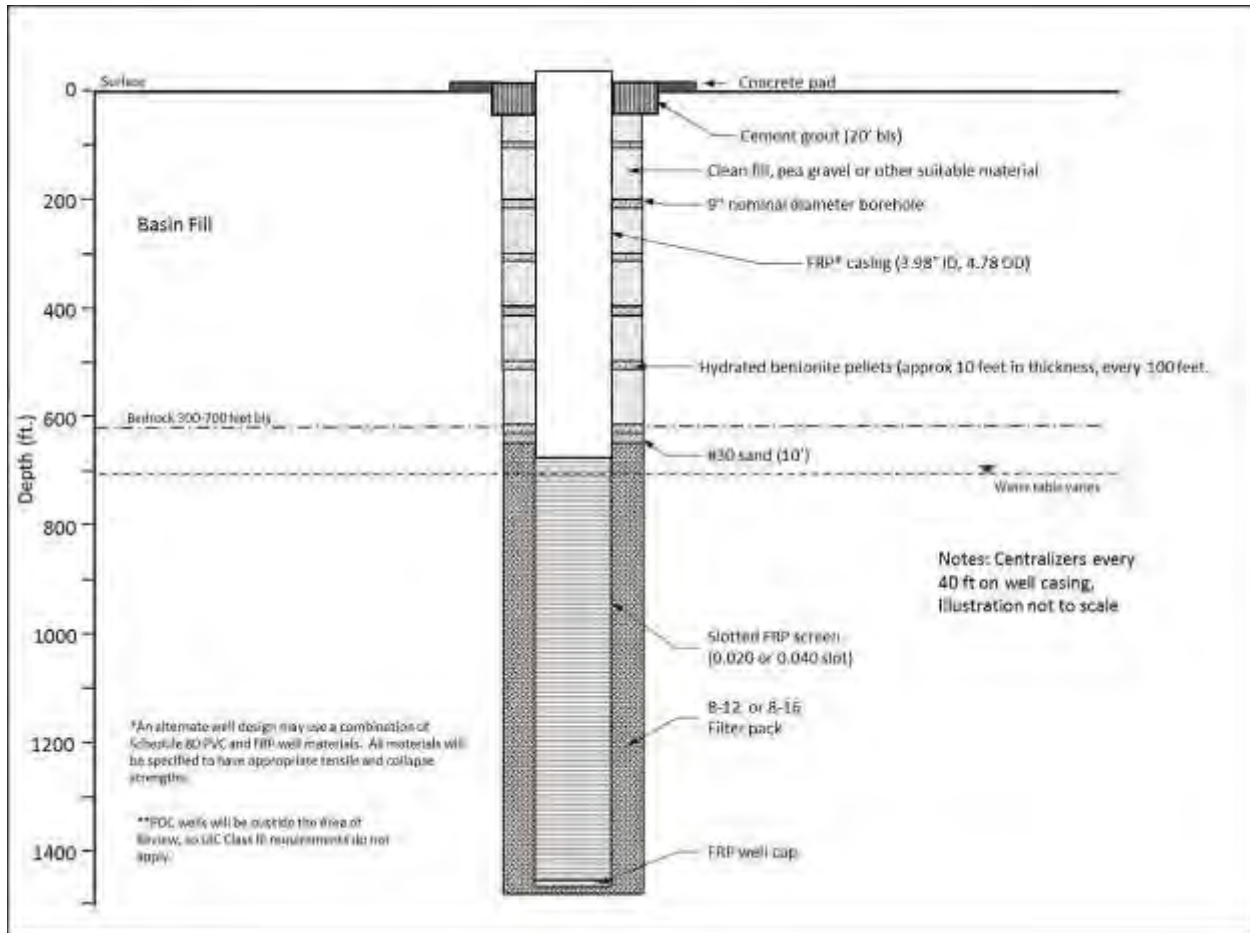 Surface
0
200
400
600
800
1000
1200
1400
Depth (ft.)
Basin Fill
Concrete pad
Cement grout (20' bls)
Clean fill, pea gravel or other suitable material
9" nominal diameter borehole
FRP* casing (3.98" ID, 4.78 OD)
Hydrated bentonite pellets (approx 10 feet in thickness, every 100 feet.
Bedrock 300-700 feet bls
#30 sand (10')
Water table varies
Notes: Centralizers every
40 ft on well casing,
Illustration not to scale
Slotted FRP screen
(0.020 or 0.040 slot)
8-12 or 8-16
Filter pack
*An alternate well design may use a combination of
Schedule 80 PVC and FRP well materials. All materials will
be specified to have appropriate tensile and collapse
strengths.
**POC wells will be outside the Area of
Review, so UIC Class III requirements do not
apply.
FRP well cap